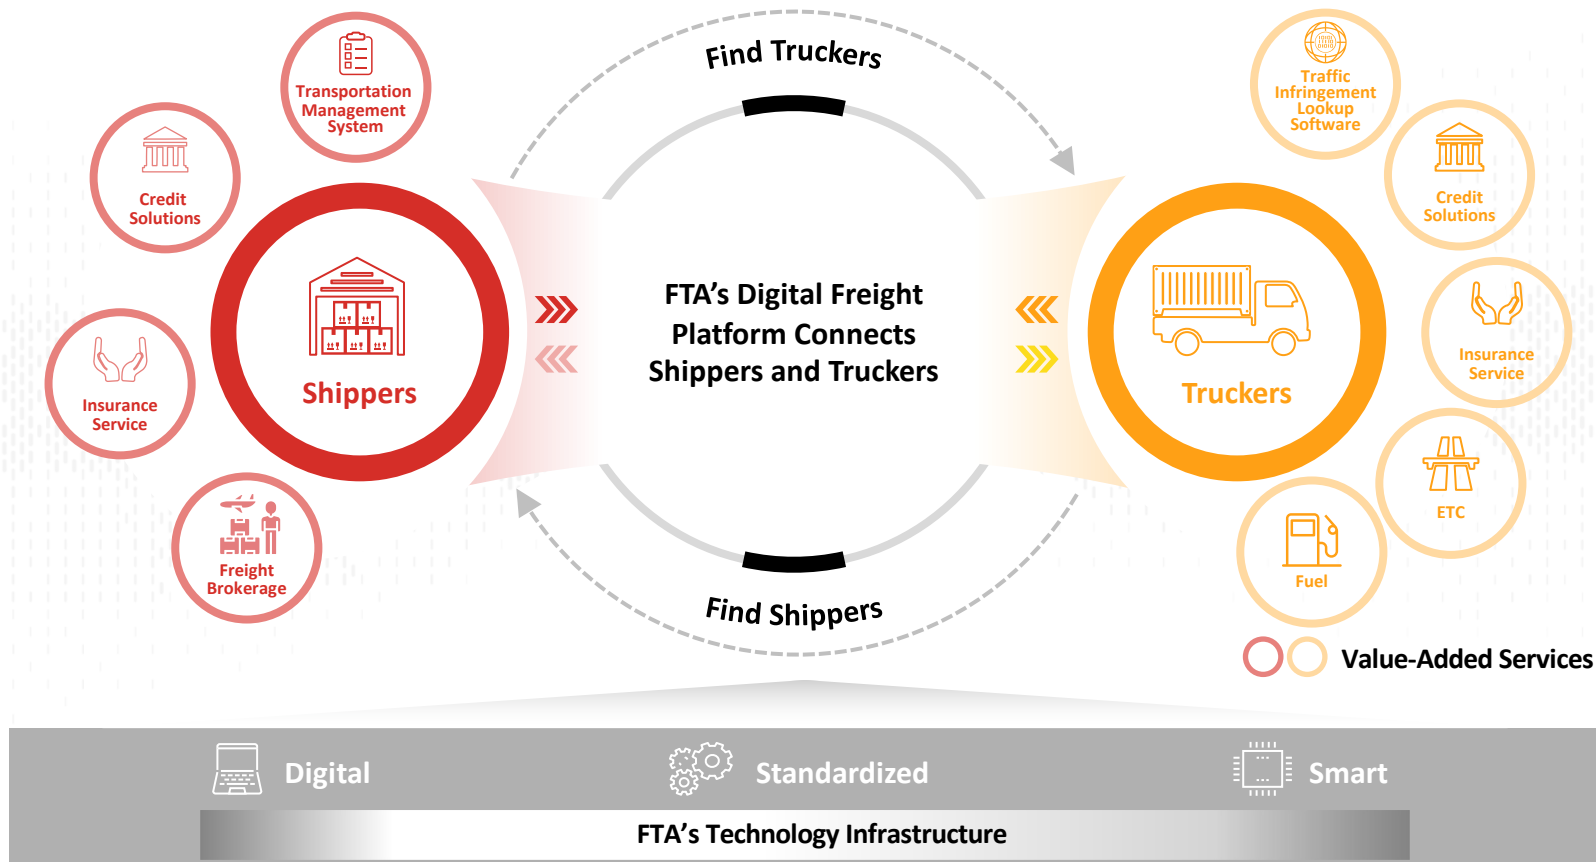 Find Truckers
Transportation
Management
System
Credit
Solutions
Shippers
Insurance
Service
Freight
Brokerage
FTA’s Digital Freight
Platform Connects
Shippers and Truckers
Traffic
Infringement
Lookup
Software
Credit
Solutions
Truckers
Insurance
Service
ETC
Fuel
Find Shippers
Value-Added Services
Digital
Standardized
Smart
FTA’s Technology Infrastructure